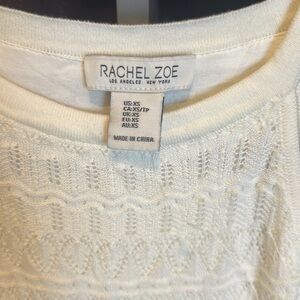 RACHEL ZOE
LOS ANGELES NEW YORK
US:XS
CA:XS/TP
UK:XS
EU:XS
AU:XS
MADE IN CHINA